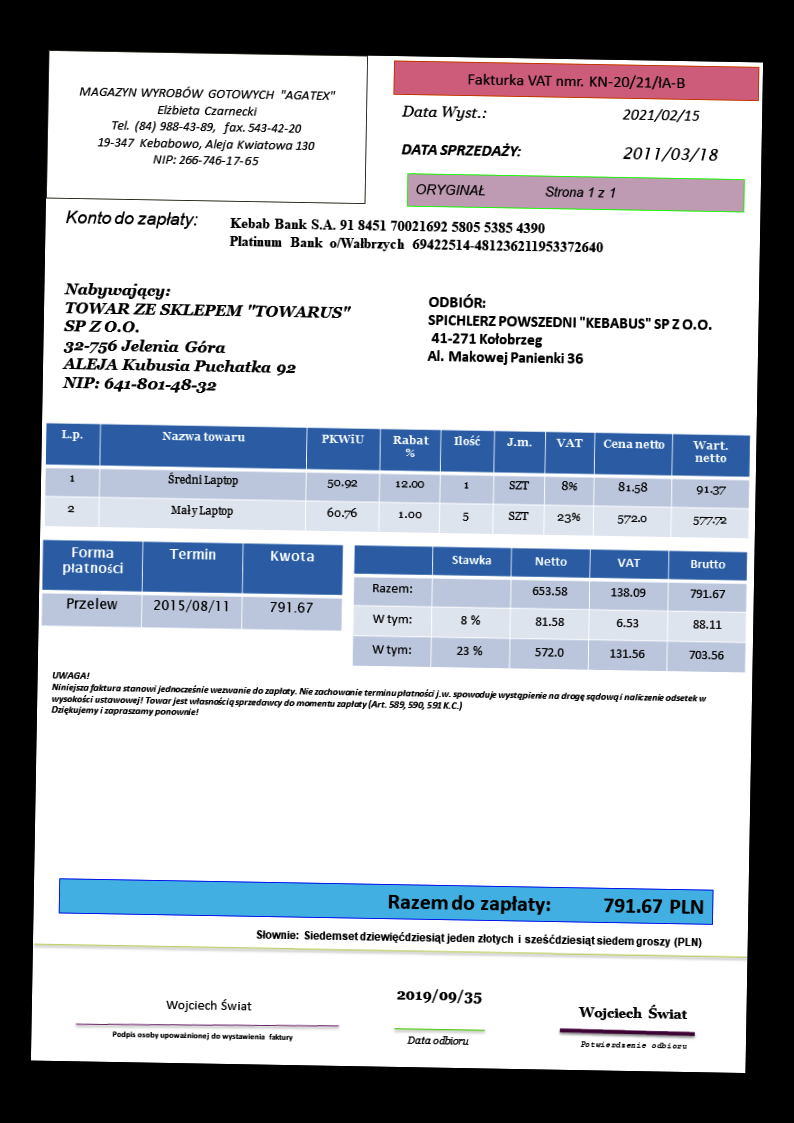 MAGAZYN WYROBÓW GOTOWYCH "AGATEX"
Elżbieta Czarnecki
Tel. (84) 988-43-89, fax. 543-42-20
19-347 Kebabowo, Aleja Kwiatowa 130
NIP: 266-746-17-65
Fakturka VAT nmr. KN-20/21/łA-B
Data Wyst.: 2021/02/15
DATA SPRZEDAŻY: 2011/03/18
ORYGINAŁ Strona 1 z 1
Konto do zapłaty: Kebab Bank S.A. 91 8451 70021692 5805 5385 4390
Platinum Bank o/Wałbrzych 69422514-481236211953372640
Nabywający:
TOWAR ZE SKLEPEM "TOWARUS"
SP Z O.O.
32-756 Jelenia Góra
ALEJA Kubusia Puchatka 92
NIP: 641-801-48-32
ODBIÓR:
SPICHLERZ POWSZEDNI "KEBABUS" SP Z O.O.
41-271 Kołobrzeg
Al. Makowej Panienki 36
L.p. Nazwa towaru PKWiU Rabat % Ilość J.m. VAT Cena netto Wart. netto
1 Średni Laptop 50.92 12.00 1 SZT 8% 81.58 91.37
2 Mały Laptop 60.76 1.00 5 SZT 23% 572.0 577.72
Forma płatności Termin Kwota
Przelew 2015/08/11 791.67
Stawka Netto VAT Brutto
Razem: 653.58 138.09 791.67
W tym: 8 % 81.58 6.53 88.11
W tym: 23 % 572.0 131.56 703.56
UWAGA!
Niniejsza faktura stanowi jednocześnie wezwanie do zapłaty. Nie zachowanie terminu płatności j.w. spowoduje wystąpienie na drogę sądową i naliczenie odsetek w
wysokości ustawowej! Towar jest własnością sprzedawcy do momentu zapłaty (Art. 589, 590, 591 K.C.)
Dziękujemy i zapraszamy ponownie!
Razem do zapłaty: 791.67 PLN
Słownie: Siedemset dziewięćdziesiąt jeden złotych i sześćdziesiąt siedem groszy (PLN)
Wojciech Świat
Podpis osoby upoważnionej do wystawienia faktury
2019/09/35
Data odbioru
Wojciech Świat
Potwierdzenie odbioru